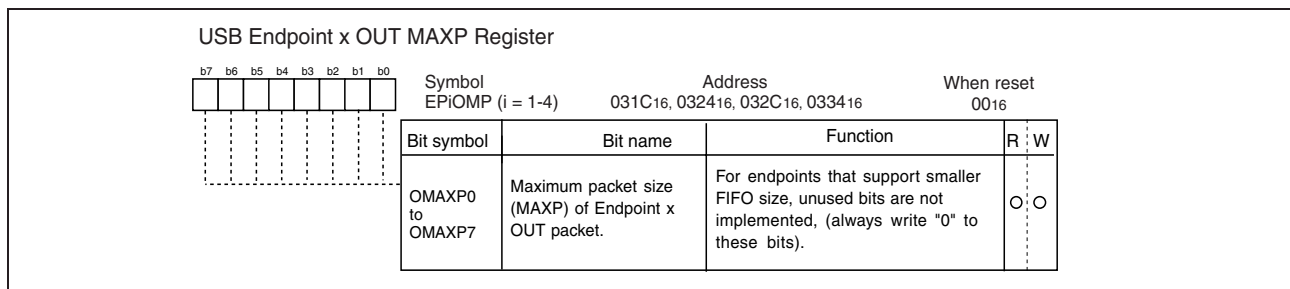 USB Endpoint x OUT MAXP Register
b7 b6 b5 b4 b3 b2 b1 b0
Symbol Address When reset
EPiOMP (i = 1-4) 031C16, 032416, 032C16, 033416 0016
Bit symbol Bit name Function R W
OMAXP0
to
OMAXP7
Maximum packet size
(MAXP) of Endpoint x
OUT packet.
For endpoints that support smaller
FIFO size, unused bits are not
implemented, (always write "0" to
these bits).
O O